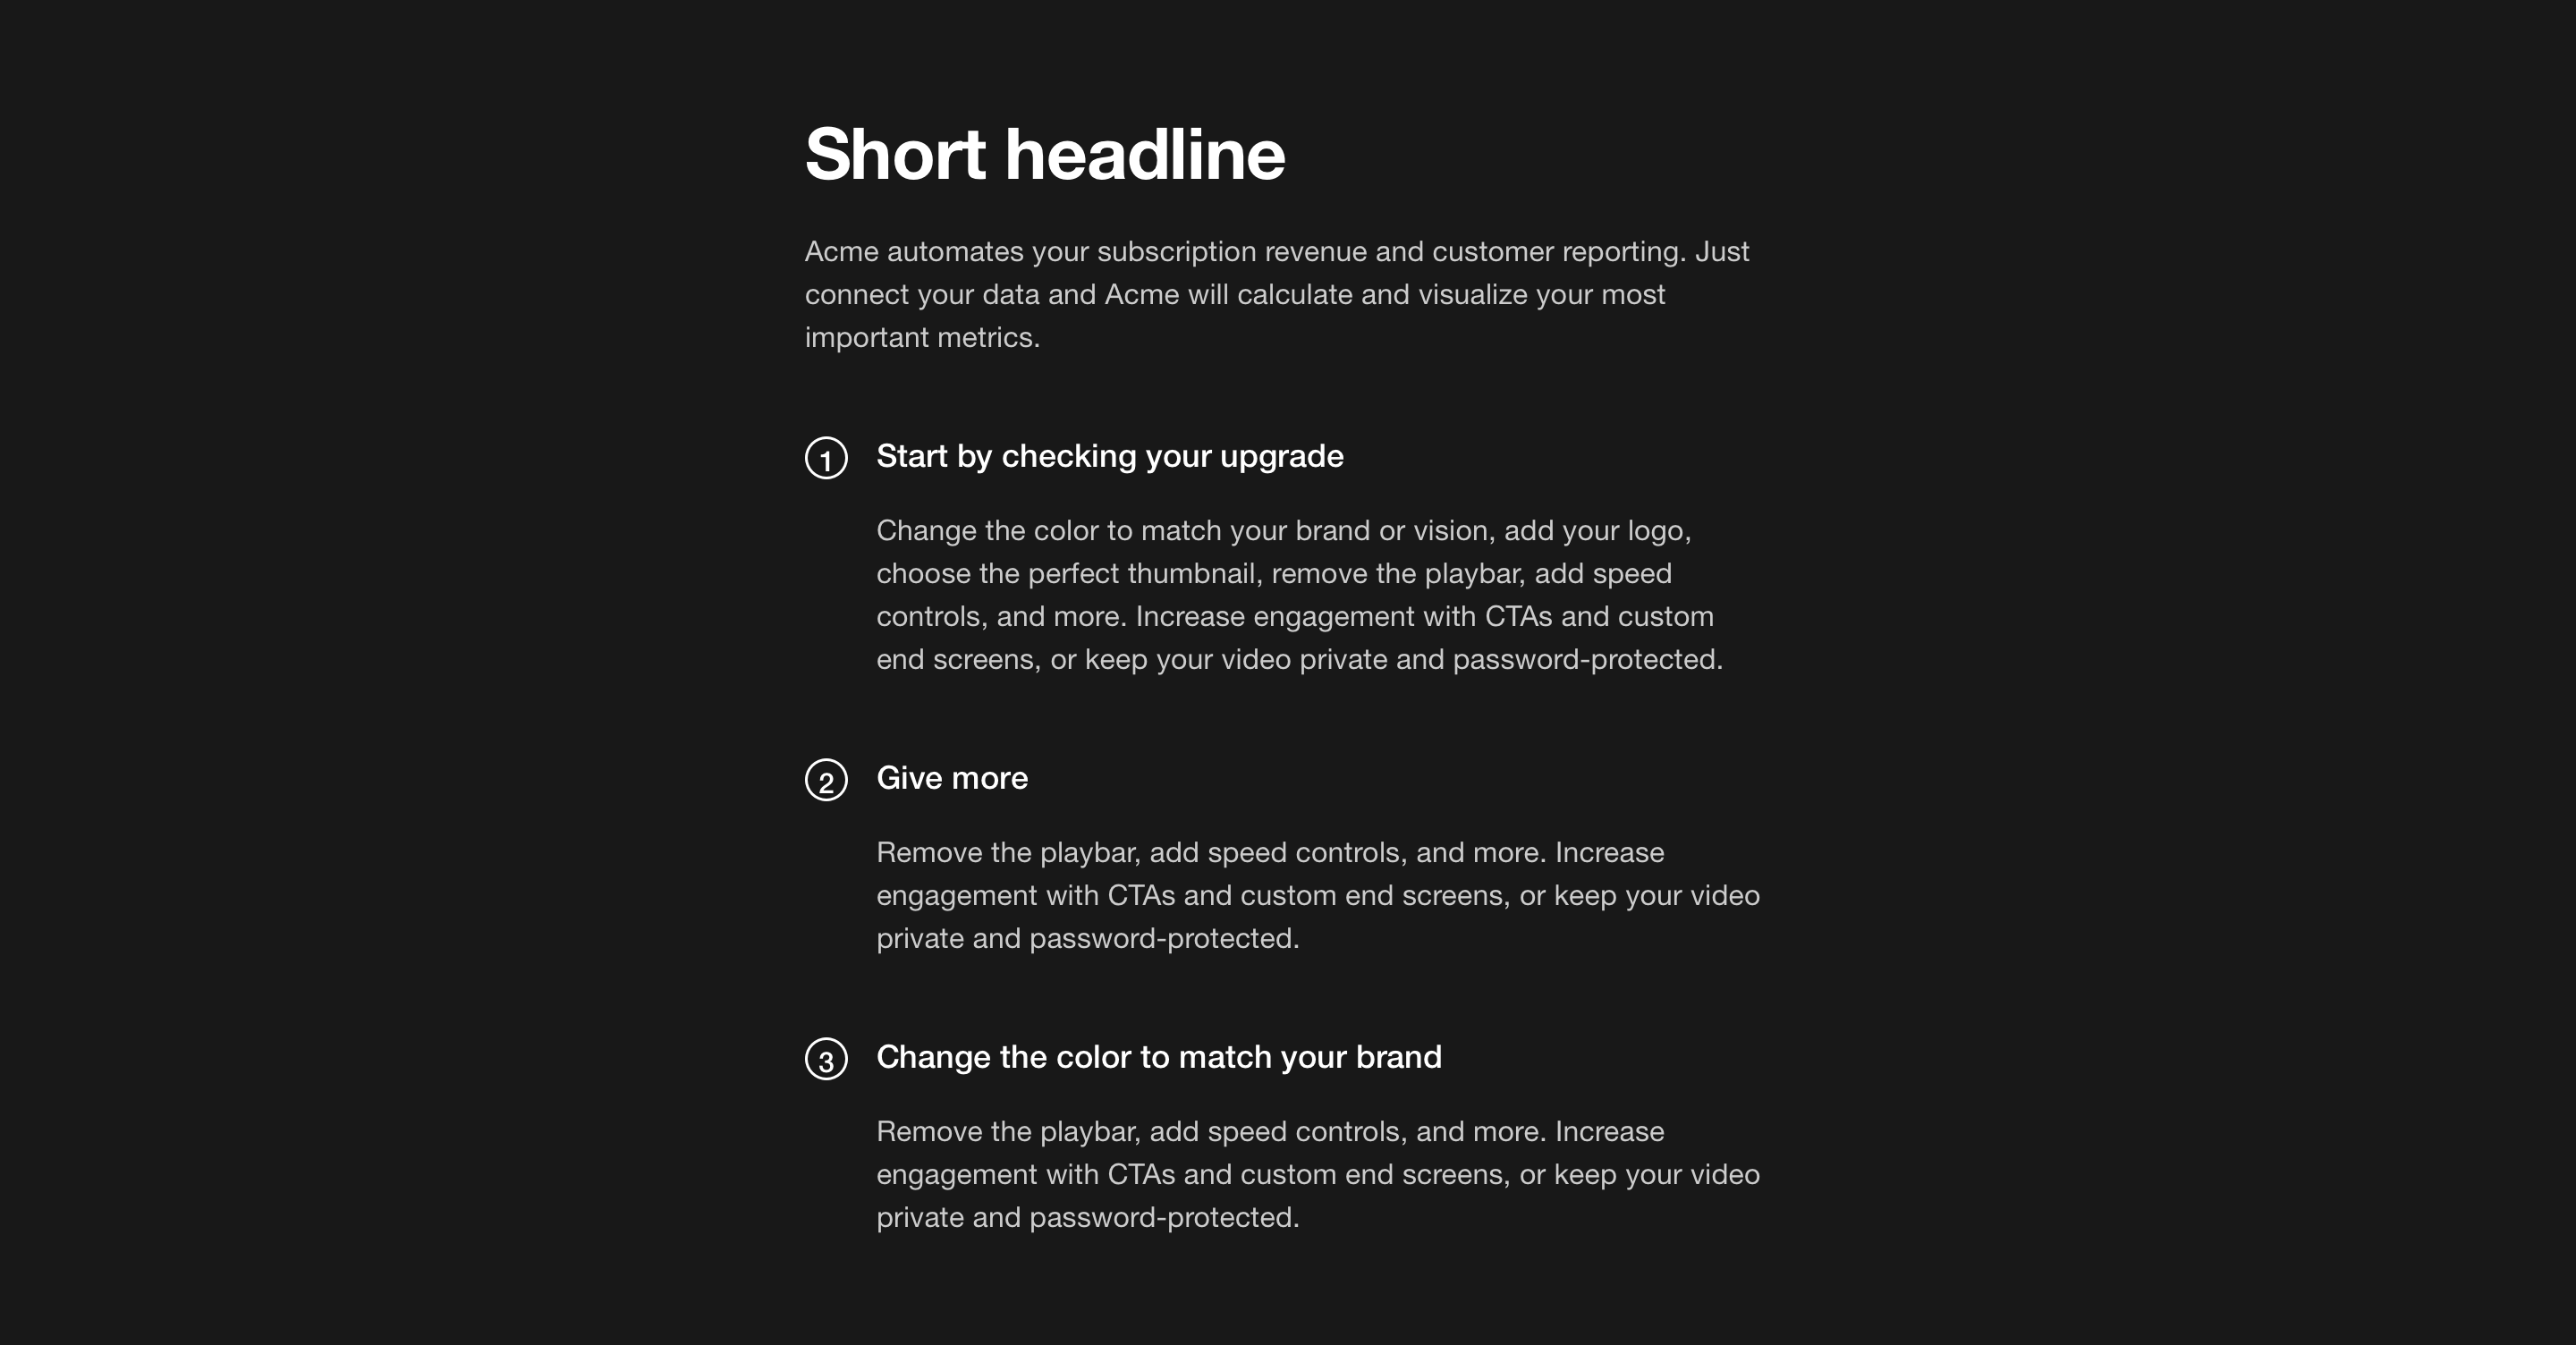 Short headline
Acme automates your subscription revenue and customer reporting. Just
connect your data and Acme will calculate and visualize your most
important metrics.
1 Start by checking your upgrade
Change the color to match your brand or vision, add your logo,
choose the perfect thumbnail, remove the playbar, add speed
controls, and more. Increase engagement with CTAs and custom
end screens, or keep your video private and password-protected.
2 Give more
Remove the playbar, add speed controls, and more. Increase
engagement with CTAs and custom end screens, or keep your video
private and password-protected.
3 Change the color to match your brand
Remove the playbar, add speed controls, and more. Increase
engagement with CTAs and custom end screens, or keep your video
private and password-protected.